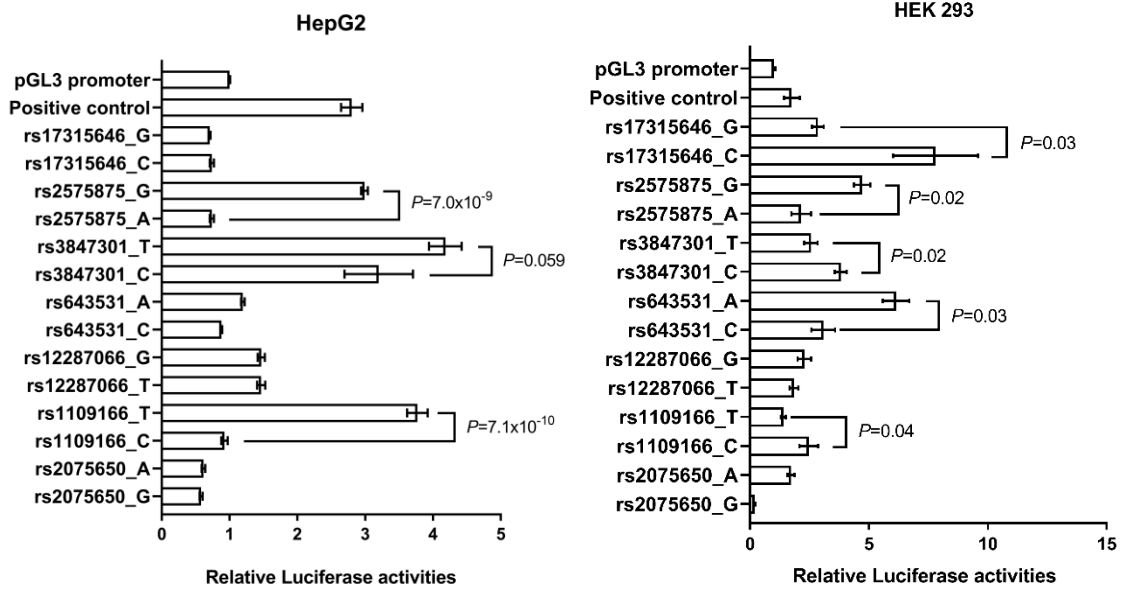 HepG2
pGL3 promoter
Positive control
rs17315646_G
rs17315646_C
rs2575875_G
rs2575875_A
rs3847301_T
rs3847301_C
rs643531_A
rs643531_C
rs12287066_G
rs12287066_T
rs1109166_T
rs1109166_C
rs2075650_A
rs2075650_G
P=7.0x10-9
P=0.059
P=7.1x10-10
0 1 2 3 4 5
Relative Luciferase activities
HEK 293
pGL3 promoter
Positive control
rs17315646_G
rs17315646_C
rs2575875_G
rs2575875_A
rs3847301_T
rs3847301_C
rs643531_A
rs643531_C
rs12287066_G
rs12287066_T
rs1109166_T
rs1109166_C
rs2075650_A
rs2075650_G
P=0.03
P=0.02
P=0.02
P=0.03
P=0.04
0 5 10 15
Relative Luciferase activities